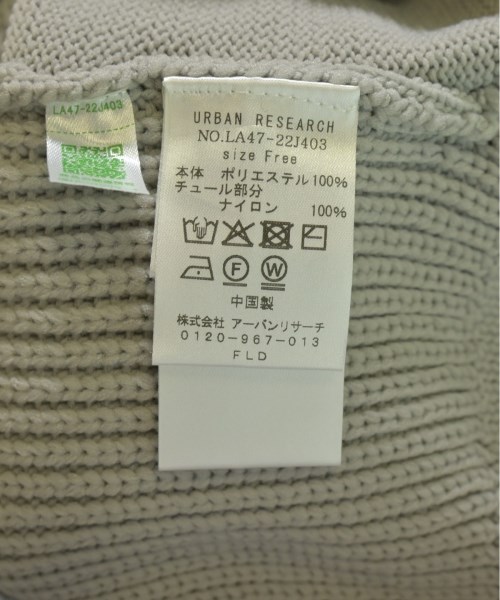 LA47-22J403
URBAN RESEARCH
NO.LA47-22J403
size Free
本体 ポリエステル100%
チュール部分
ナイロン 100%
F W
中国製
株式会社 アーバンリサーチ
0120-967-013
FLD